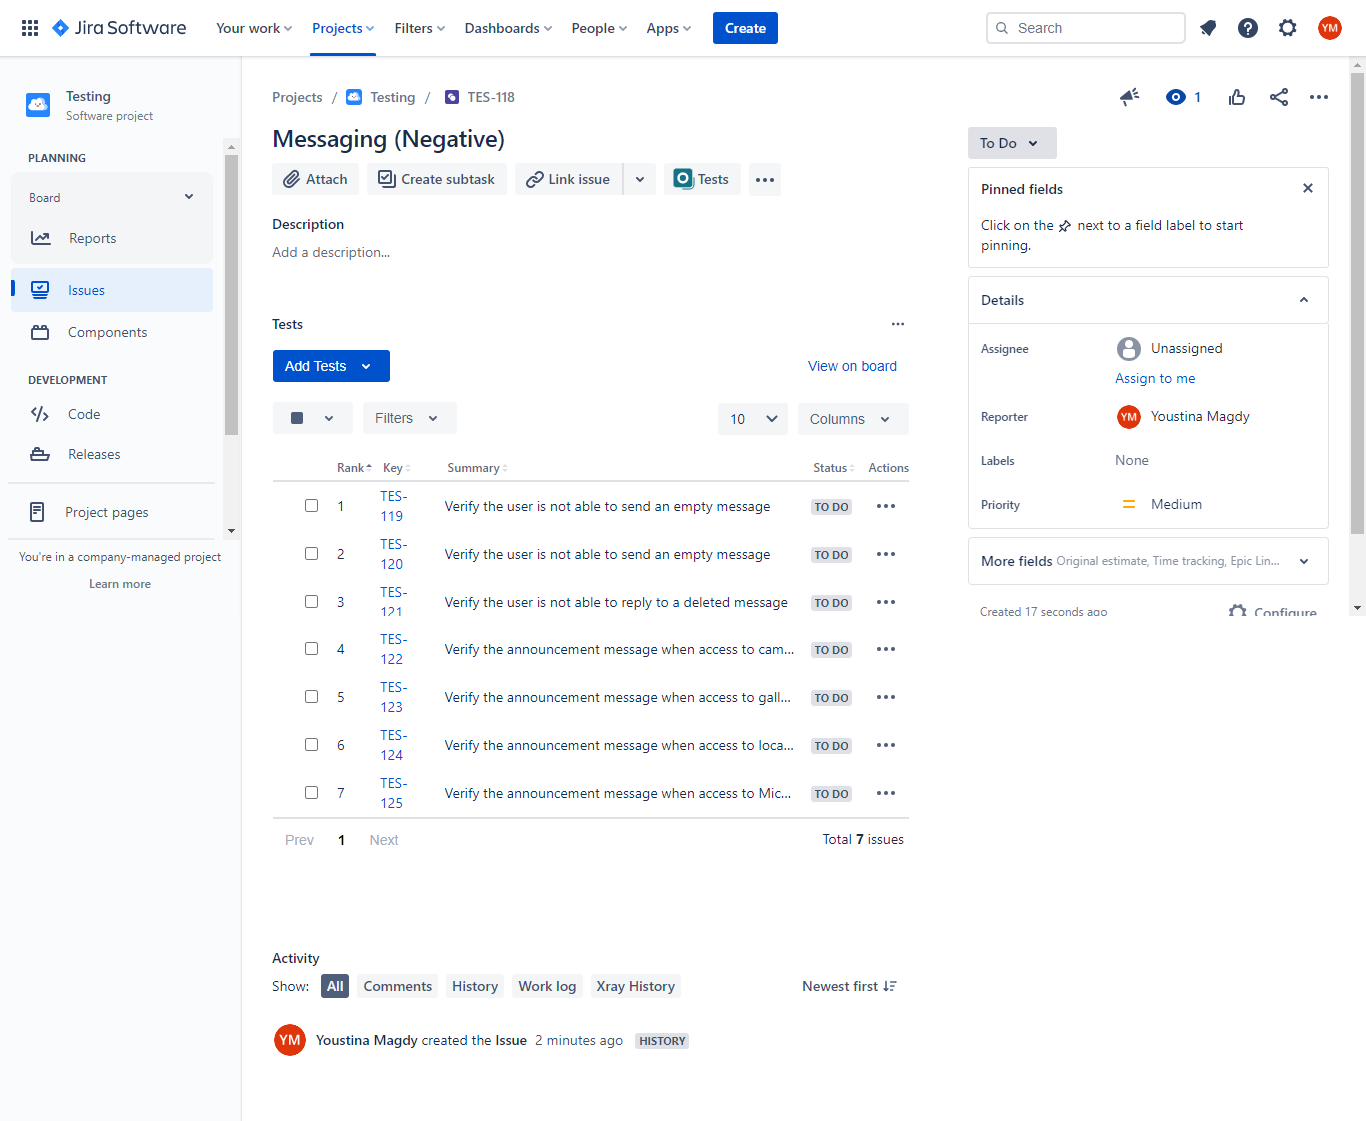 Jira Software
Your work
Projects
Filters
Dashboards
People
Apps
Create
Search
YM
Testing
Software project
PLANNING
Board
Reports
Issues
Components
DEVELOPMENT
Code
Releases
Project pages
You're in a company-managed project
Learn more
Projects / Testing / TES-118
1
Messaging (Negative)
Attach
Create subtask
Link issue
Tests
Description
Add a description...
Tests
Add Tests
View on board
Filters
10
Columns
Rank Key Summary Status Actions
1 TES-119 Verify the user is not able to send an empty message TO DO
2 TES-120 Verify the user is not able to send an empty message TO DO
3 TES-121 Verify the user is not able to reply to a deleted message TO DO
4 TES-122 Verify the announcement message when access to cam... TO DO
5 TES-123 Verify the announcement message when access to gall... TO DO
6 TES-124 Verify the announcement message when access to loca... TO DO
7 TES-125 Verify the announcement message when access to Mic... TO DO
Prev 1 Next
Total 7 issues
Activity
Show: All Comments History Work log Xray History
Newest first
YM Youstina Magdy created the Issue 2 minutes ago HISTORY
To Do
Pinned fields
Click on the next to a field label to start
pinning.
Details
Assignee Unassigned
Assign to me
Reporter YM Youstina Magdy
Labels None
Priority Medium
More fields Original estimate, Time tracking, Epic Lin...
Created 17 seconds ago
Configure